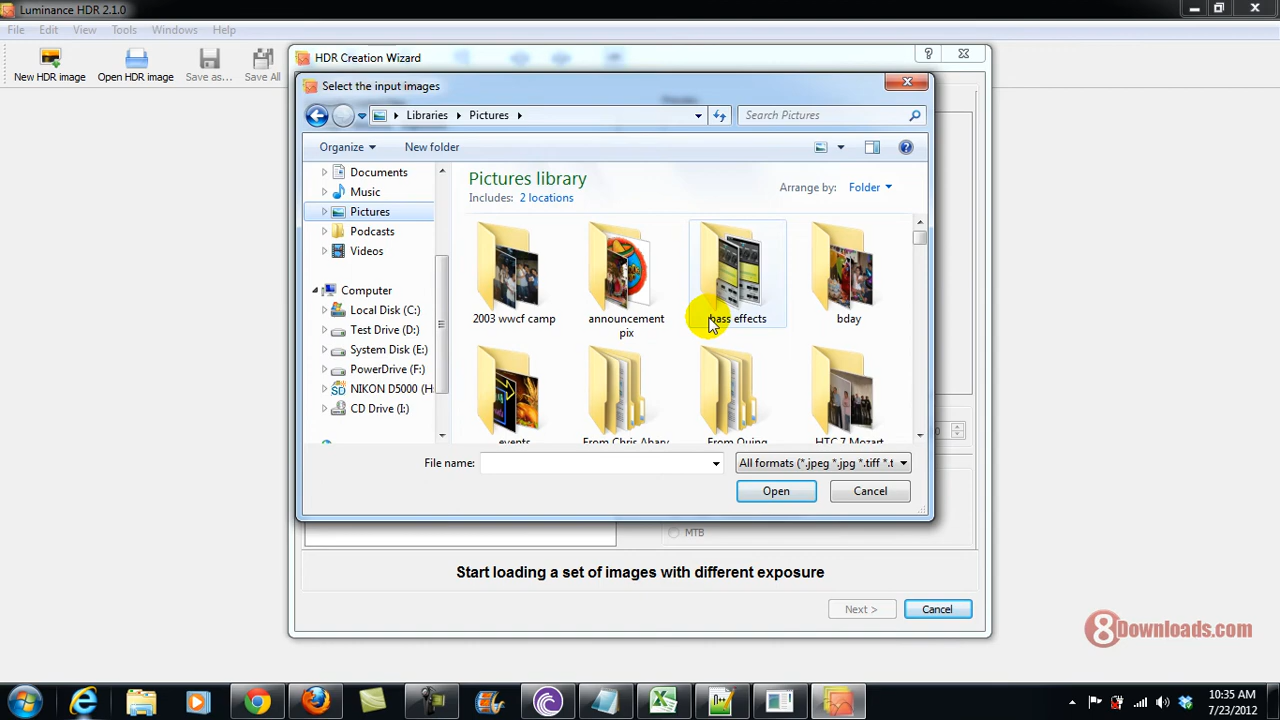 Luminance HDR 2.1.0
File Edit View Tools Windows Help
New HDR image Open HDR image Save as... Save All
HDR Creation Wizard
Select the input images
Libraries Pictures
Search Pictures
Organize New folder
Documents
Music
Pictures
Podcasts
Videos
Computer
Local Disk (C:)
Test Drive (D:)
System Disk (E:)
PowerDrive (F:)
NIKON D5000 (H
CD Drive (I:)
Pictures library
Includes: 2 locations
Arrange by: Folder
2003 wwcf camp
announcement
pix
bass effects
bday
events
From Chris Abary
From Quing
HTC 7 Mozart
File name:
All formats (*.jpeg *.jpg *.tiff *.t
Open Cancel
MTB
Start loading a set of images with different exposure
Next > Cancel
8Downloads.com
10:35 AM
7/23/2012